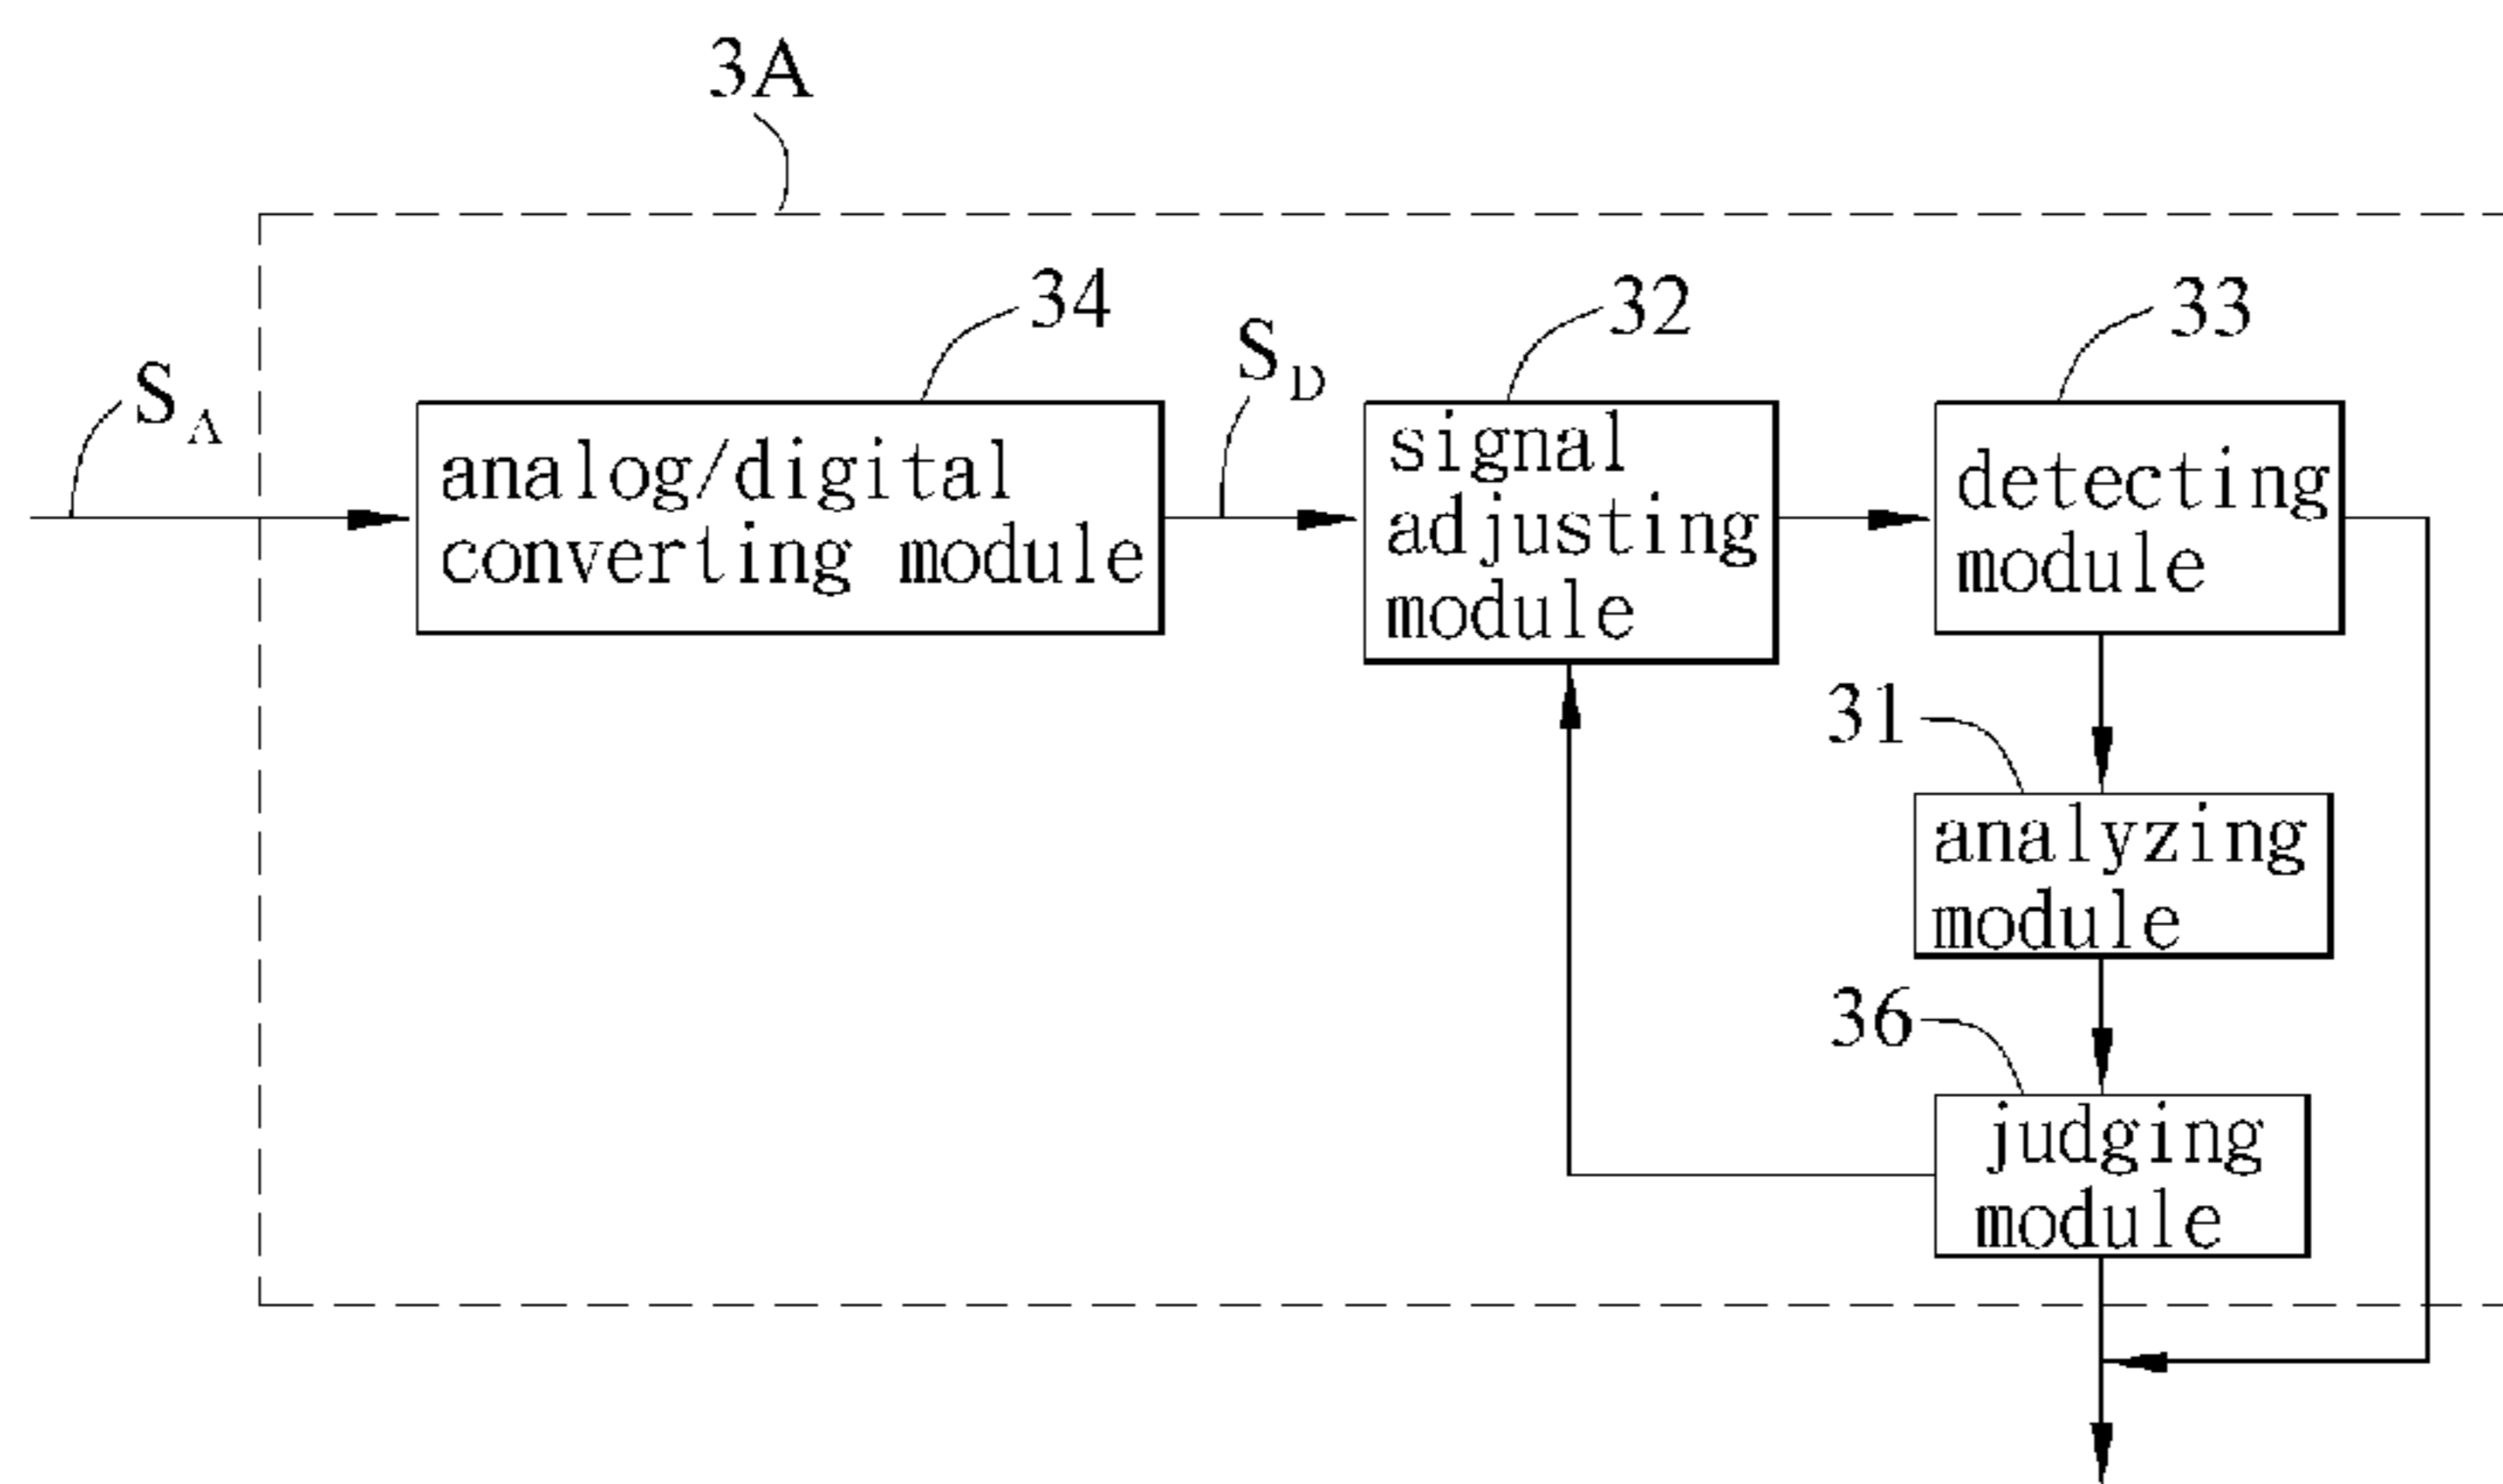 3A
34
32
33
S_A
S_D
analog/digital
converting module
signal
adjusting
module
detecting
module
31
analyzing
module
36
judging
module